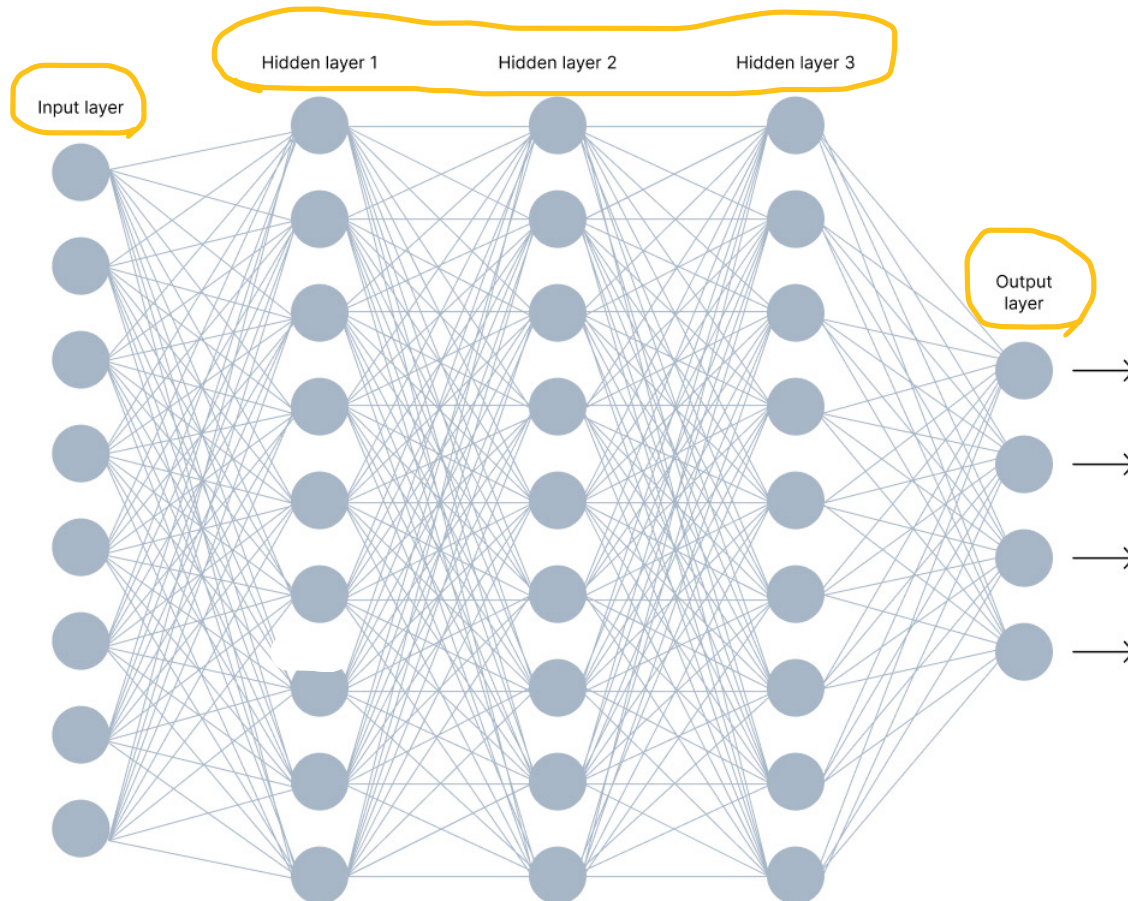 Hidden layer 1
Hidden layer 2
Hidden layer 3
Input layer
Output
layer